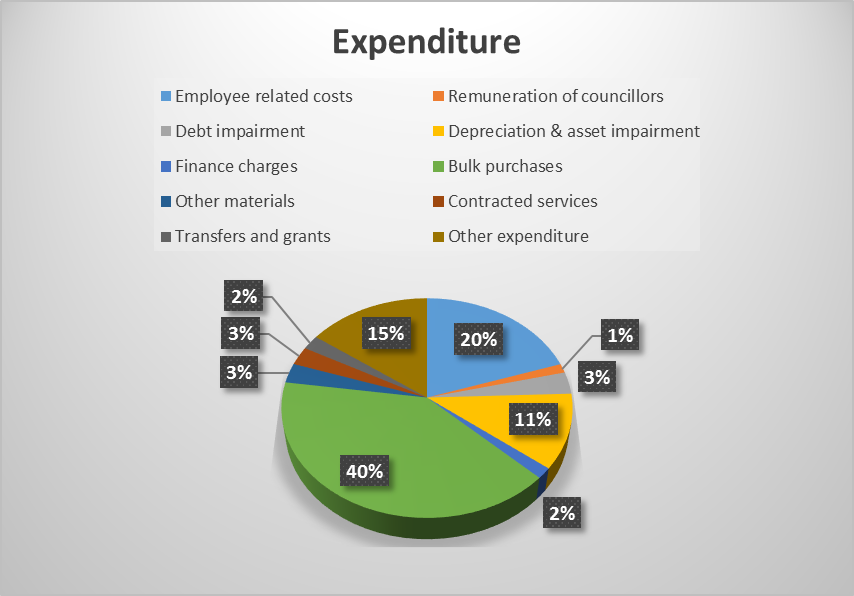 Expenditure
Employee related costs
Remuneration of councillors
Debt impairment
Depreciation & asset impairment
Finance charges
Bulk purchases
Other materials
Contracted services
Transfers and grants
Other expenditure
2%
15%
20%
1%
3%
3%
3%
11%
40%
2%